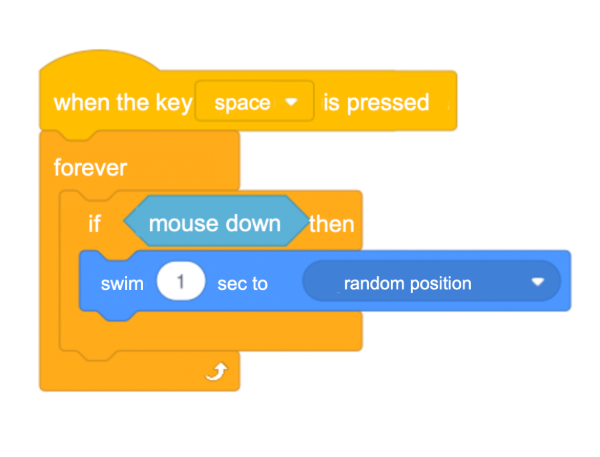 when the key space is pressed
forever
if mouse down then
swim 1 sec to random position